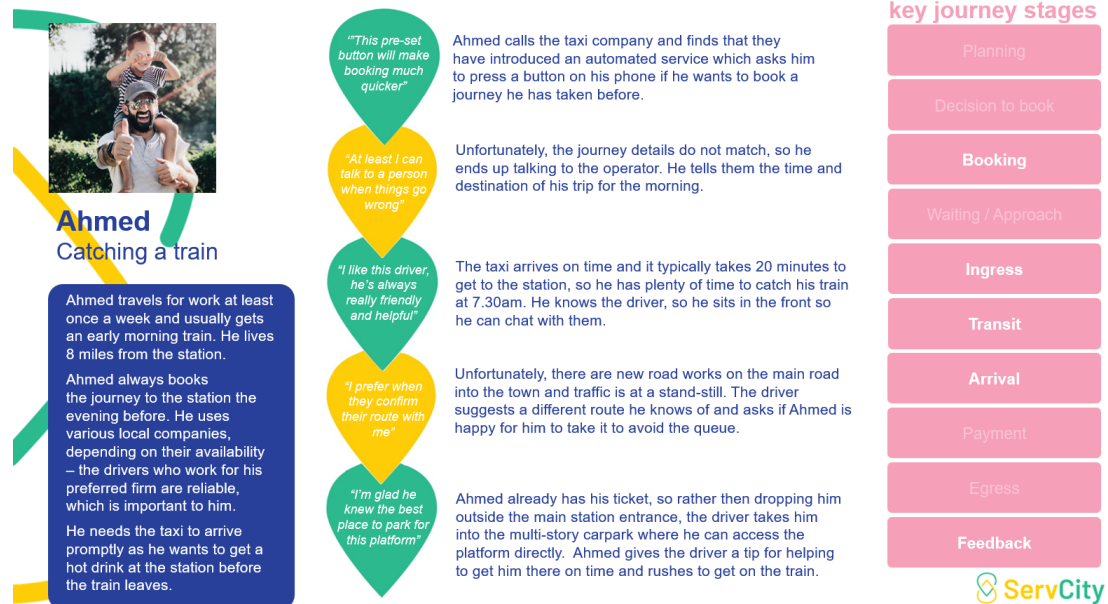 key journey stages
Ahmed
Catching a train
Ahmed travels for work at least
once a week and usually gets
an early morning train. He lives
8 miles from the station.
Ahmed always books
the journey to the station the
evening before. He uses
various local companies,
depending on their availability
– the drivers who work for his
preferred firm are reliable,
which is important to him.
He needs the taxi to arrive
promptly as he wants to get a
hot drink at the station before
the train leaves.
“”This pre-set
button will make
booking much
quicker”
Ahmed calls the taxi company and finds that they
have introduced an automated service which asks him
to press a button on his phone if he wants to book a
journey he has taken before.
“At least I can
talk to a person
when things go
wrong”
Unfortunately, the journey details do not match, so he
ends up talking to the operator. He tells them the time and
destination of his trip for the morning.
“I like this driver,
he’s always
really friendly
and helpful”
The taxi arrives on time and it typically takes 20 minutes to
get to the station, so he has plenty of time to catch his train
at 7.30am. He knows the driver, so he sits in the front so
he can chat with them.
“I prefer when
they confirm
their route with
me”
Unfortunately, there are new road works on the main road
into the town and traffic is at a stand-still. The driver
suggests a different route he knows of and asks if Ahmed is
happy for him to take it to avoid the queue.
“I’m glad he
knew the best
place to park for
this platform”
Ahmed already has his ticket, so rather then dropping him
outside the main station entrance, the driver takes him
into the multi-story carpark where he can access the
platform directly.  Ahmed gives the driver a tip for helping
to get him there on time and rushes to get on the train.
Planning
Decision to book
Booking
Waiting / Approach
Ingress
Transit
Arrival
Payment
Egress
Feedback
ServCity